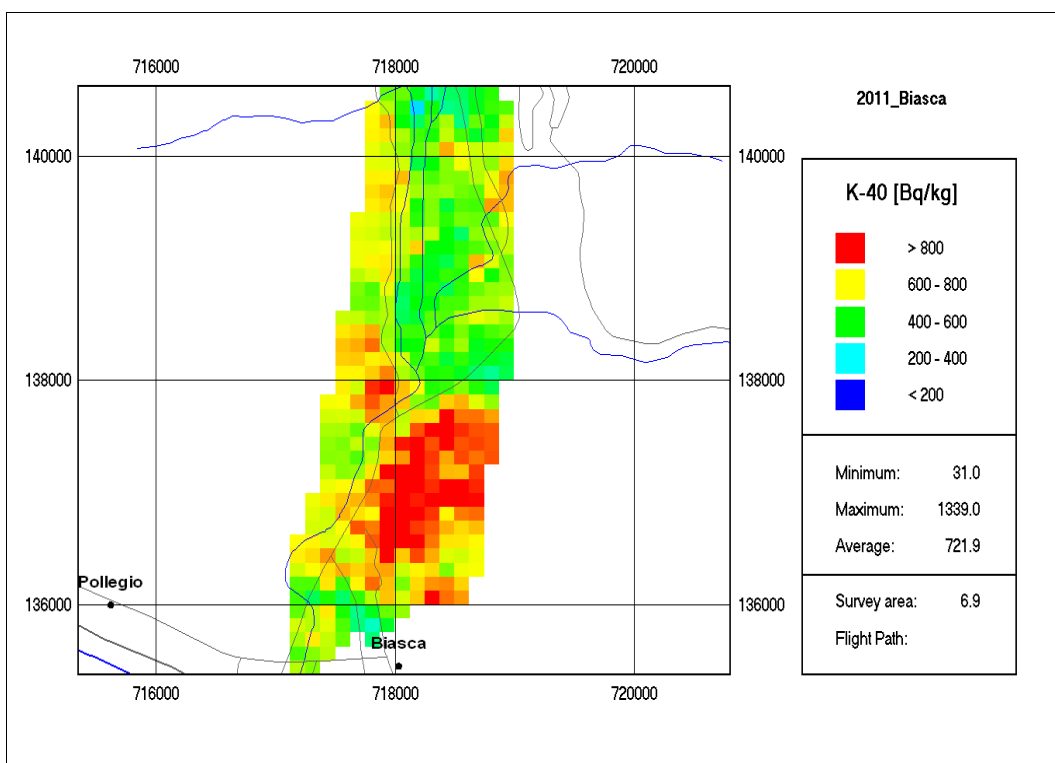 716000 718000 720000
2011_Biasca
140000 140000
K-40 [Bq/kg]
> 800
600 - 800
400 - 600
200 - 400
< 200
138000 138000
Minimum: 31.0
Maximum: 1339.0
Average: 721.9
Pollegio
136000 136000
Survey area: 6.9
Flight Path:
Biasca
716000 718000 720000